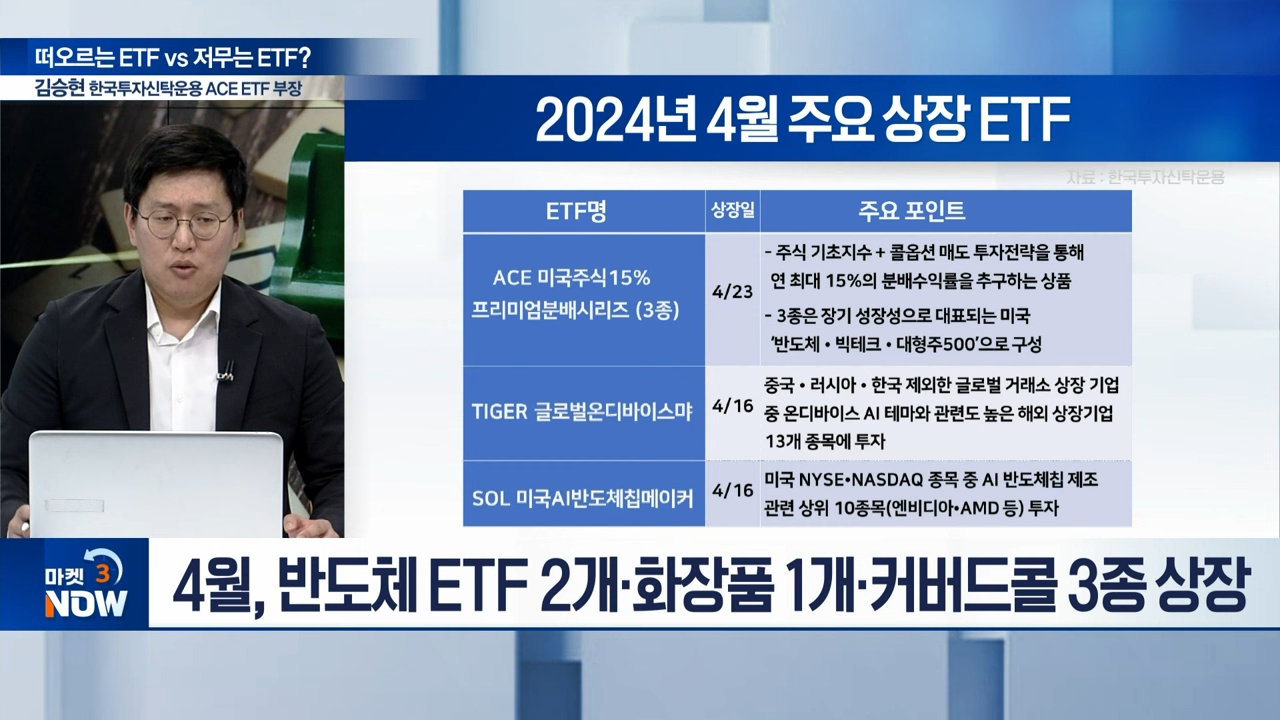 떠오르는 ETF vs 저무는 ETF?
김승현 한국투자신탁운용 ACE ETF 부장
2024년 4월 주요 상장 ETF
자료 : 한국투자신탁운용
ETF명 상장일 주요 포인트
ACE 미국주식15%
프리미엄분배시리즈 (3종)
4/23
- 주식 기초지수 + 콜옵션 매도 투자전략을 통해
연 최대 15%의 분배수익률을 추구하는 상품
- 3종은 장기 성장성으로 대표되는 미국
'반도체 • 빅테크 • 대형주500'으로 구성
TIGER 글로벌온디바이스먀
4/16
중국 • 러시아 • 한국 제외한 글로벌 거래소 상장 기업
중 온디바이스 AI 테마와 관련도 높은 해외 상장기업
13개 종목에 투자
SOL 미국AI반도체칩메이커
4/16
미국 NYSE•NASDAQ 종목 중 AI 반도체칩 제조
관련 상위 10종목(엔비디아•AMD 등) 투자
마켓 3
NOW
4월, 반도체 ETF 2개·화장품 1개·커버드콜 3종 상장